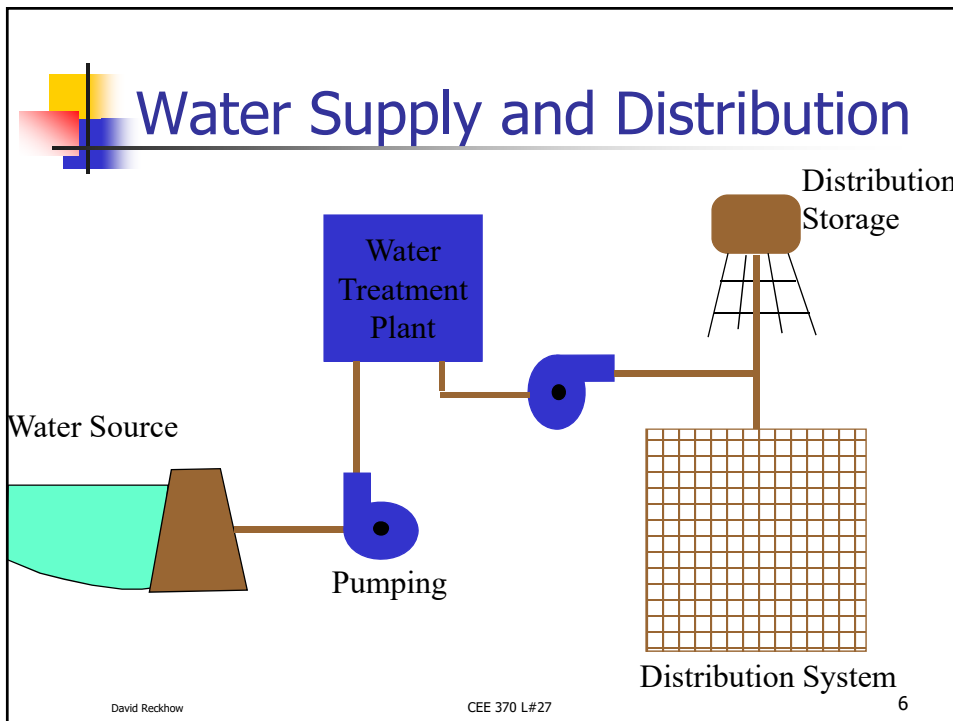 Water Supply and Distribution
Distribution
Storage
Water
Treatment
Plant
Water Source
Pumping
Distribution System
David Reckhow
CEE 370 L#27
6